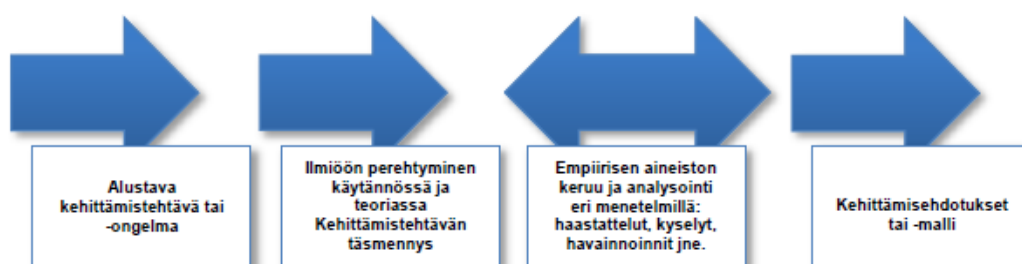 Alustava
kehittämistehtävä tai
-ongelma
Ilmiöön perehtyminen
käytännössä ja
teoriassa
Kehittämistehtävän
täsmennys
Empiirisen aineiston
keruu ja analysointi
eri menetelmillä:
haastattelut, kyselyt,
havainnoinnit jne.
Kehittämisehdotukset
tai -malli